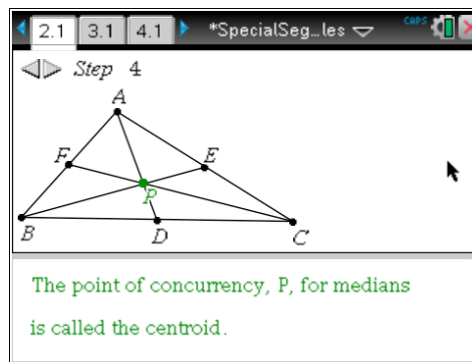 2.1 3.1 4.1 *SpecialSeg...les CAPS
Step 4
A
F E
P
B D C
The point of concurrency, P, for medians
is called the centroid.